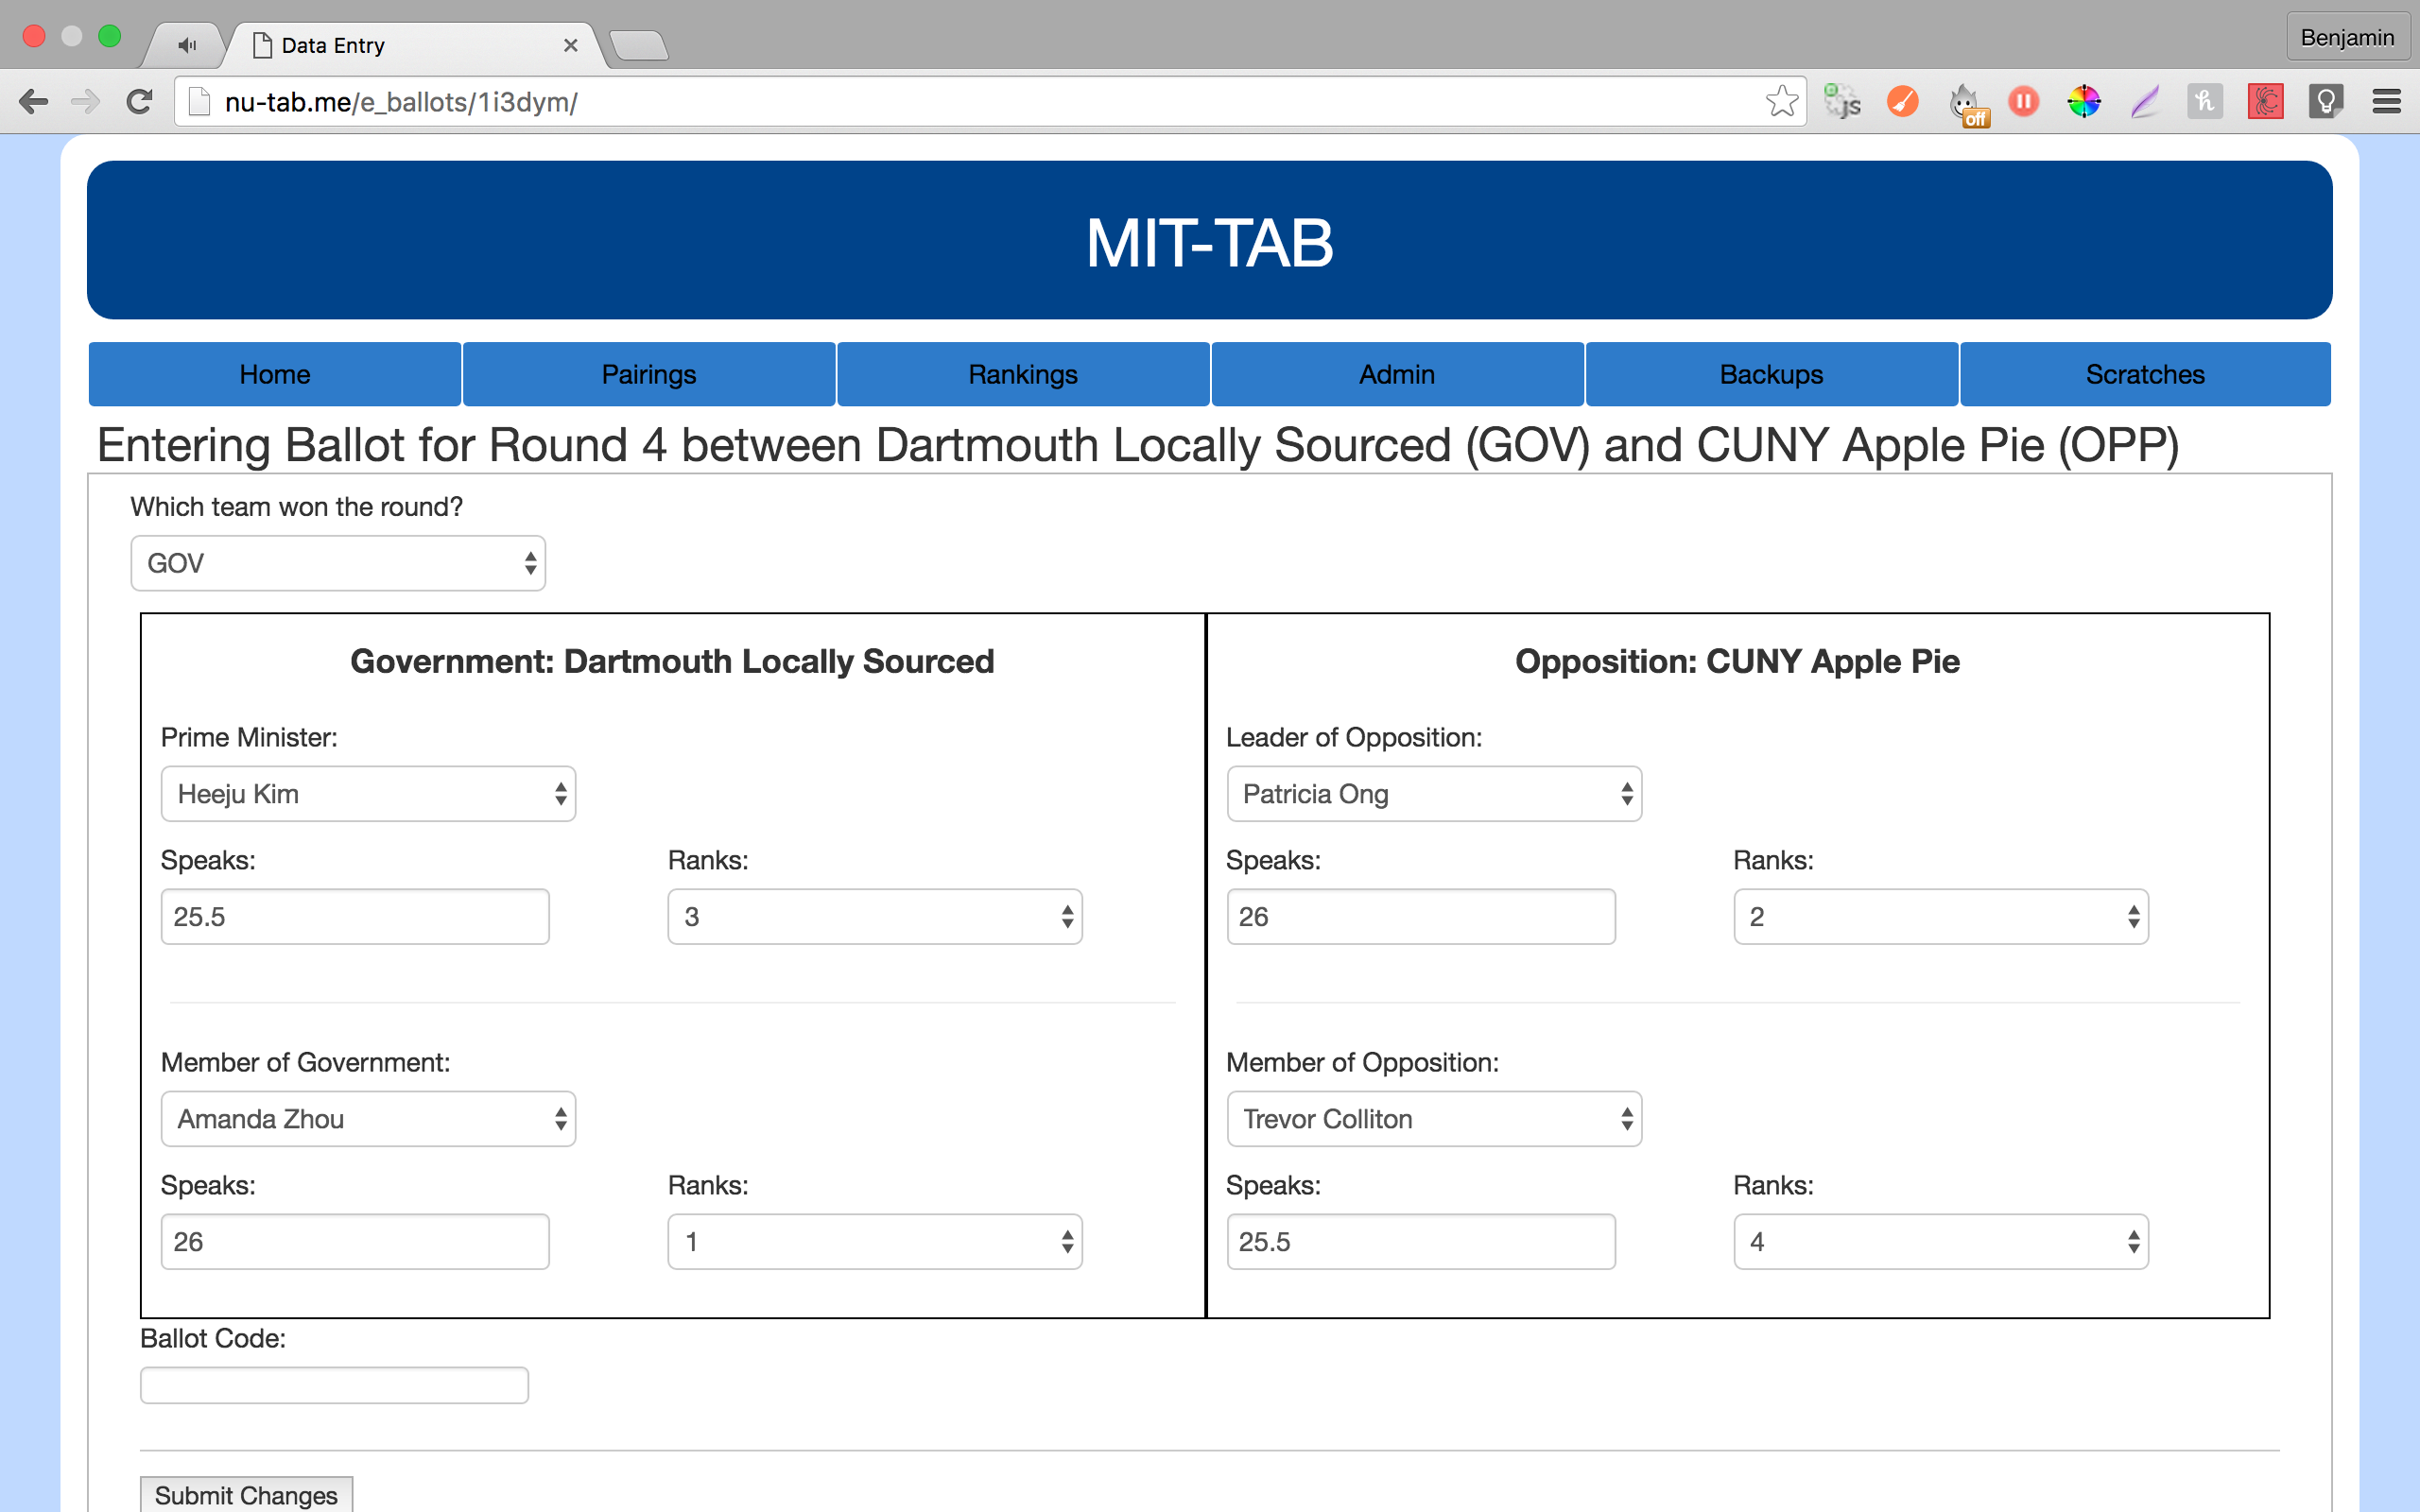 Data Entry
Benjamin
nu-tab.me/e_ballots/1i3dym/
JS
off
h
MIT-TAB
Home Pairings Rankings Admin Backups Scratches
Entering Ballot for Round 4 between Dartmouth Locally Sourced (GOV) and CUNY Apple Pie (OPP)
Which team won the round?
GOV
Government: Dartmouth Locally Sourced
Prime Minister:
Heeju Kim
Speaks: Ranks:
25.5 3
Member of Government:
Amanda Zhou
Speaks: Ranks:
26 1
Opposition: CUNY Apple Pie
Leader of Opposition:
Patricia Ong
Speaks: Ranks:
26 2
Member of Opposition:
Trevor Colliton
Speaks: Ranks:
25.5 4
Ballot Code:
Submit Changes